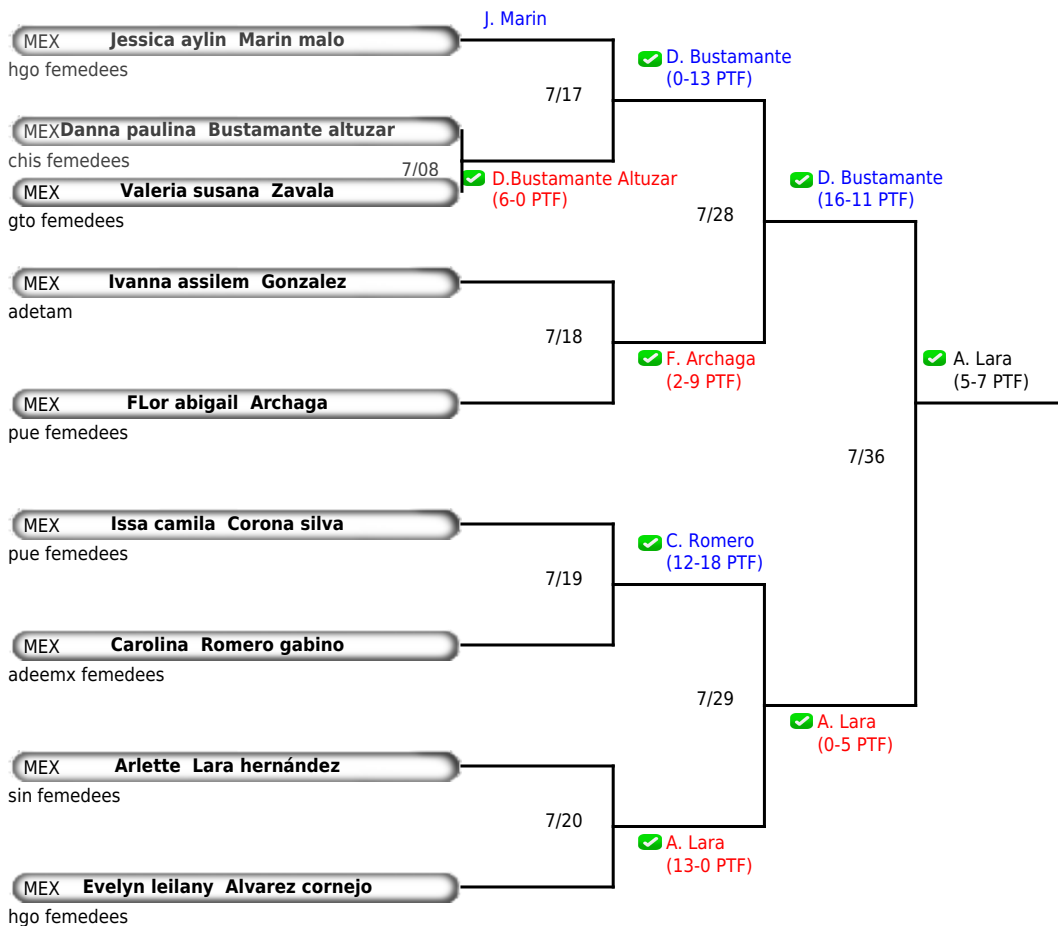 J. Marin
MEX Jessica aylin Marin malo
hgo femedees
D. Bustamante
(0-13 PTF)
7/17
MEX Danna paulina Bustamante altuzar
chis femedees
7/08
D.Bustamante Altuzar
(6-0 PTF)
MEX Valeria susana Zavala
gto femedees
D. Bustamante
(16-11 PTF)
7/28
MEX Ivanna assilem Gonzalez
adetam
7/18
F. Archaga
(2-9 PTF)
A. Lara
(5-7 PTF)
MEX FLor abigail Archaga
pue femedees
7/36
MEX Issa camila Corona silva
pue femedees
C. Romero
(12-18 PTF)
7/19
MEX Carolina Romero gabino
adeemx femedees
7/29
A. Lara
(0-5 PTF)
MEX Arlette Lara hernández
sin femedees
7/20
A. Lara
(13-0 PTF)
MEX Evelyn leilany Alvarez cornejo
hgo femedees